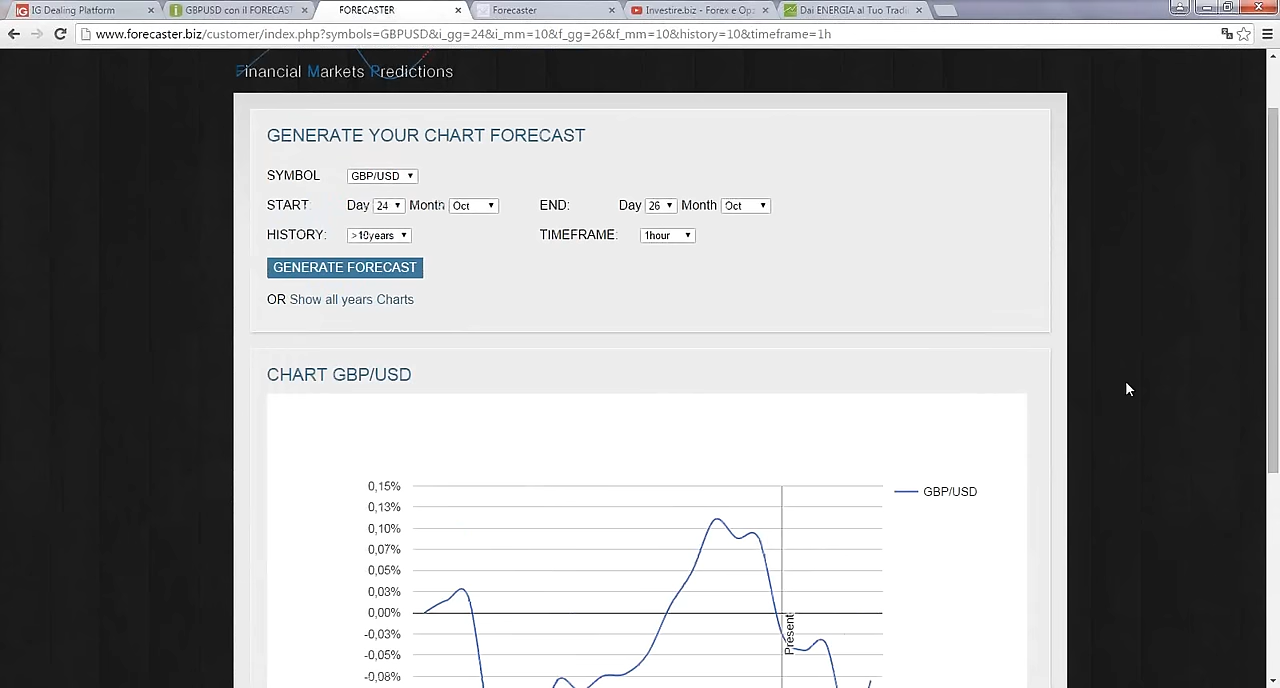 IG Dealing Platform
GBPUSD con il FORECAST
FORECASTER
Forecaster
Investire.biz - Forex e Op
Dai ENERGIA al Tuo Tradi
www.forecaster.biz/customer/index.php?symbols=GBPUSD&i_gg=24&i_mm=10&f_gg=26&f_mm=10&history=10&timeframe=1h
Financial Markets Predictions
GENERATE YOUR CHART FORECAST
SYMBOL GBP/USD
START: Day 24 Month Oct END: Day 26 Month Oct
HISTORY: >10years TIMEFRAME: 1hour
GENERATE FORECAST
OR Show all years Charts
CHART GBP/USD
0,15%
GBP/USD
0,13%
0,10%
0,07%
0,05%
0,03%
0,00%
-0,03%
Present
-0,05%
-0,08%